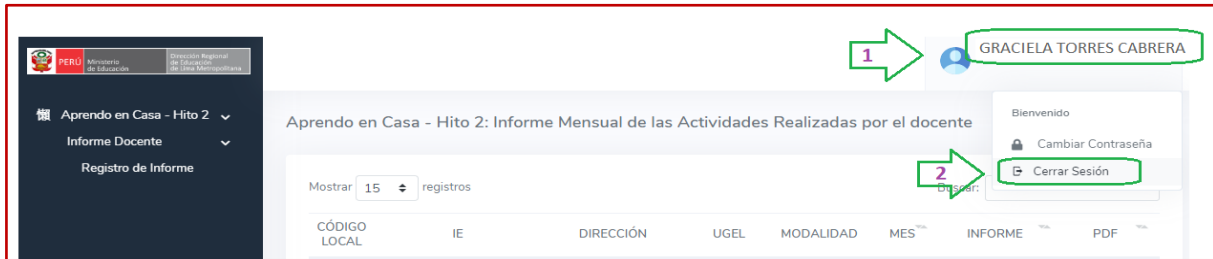 PERÚ
Ministerio
de Educación
Dirección Regional
de Educación
de Lima Metropolitana
1
GRACIELA TORRES CABRERA
Aprendo en Casa - Hito 2
Informe Docente
Registro de Informe
Aprendo en Casa - Hito 2: Informe Mensual de las Actividades Realizadas por el docente
Bienvenido
Cambiar Contraseña
2
Cerrar Sesión
Mostrar 15 registros
Buscar:
CÓDIGO LOCAL
IE
DIRECCIÓN
UGEL
MODALIDAD
MES
INFORME
PDF